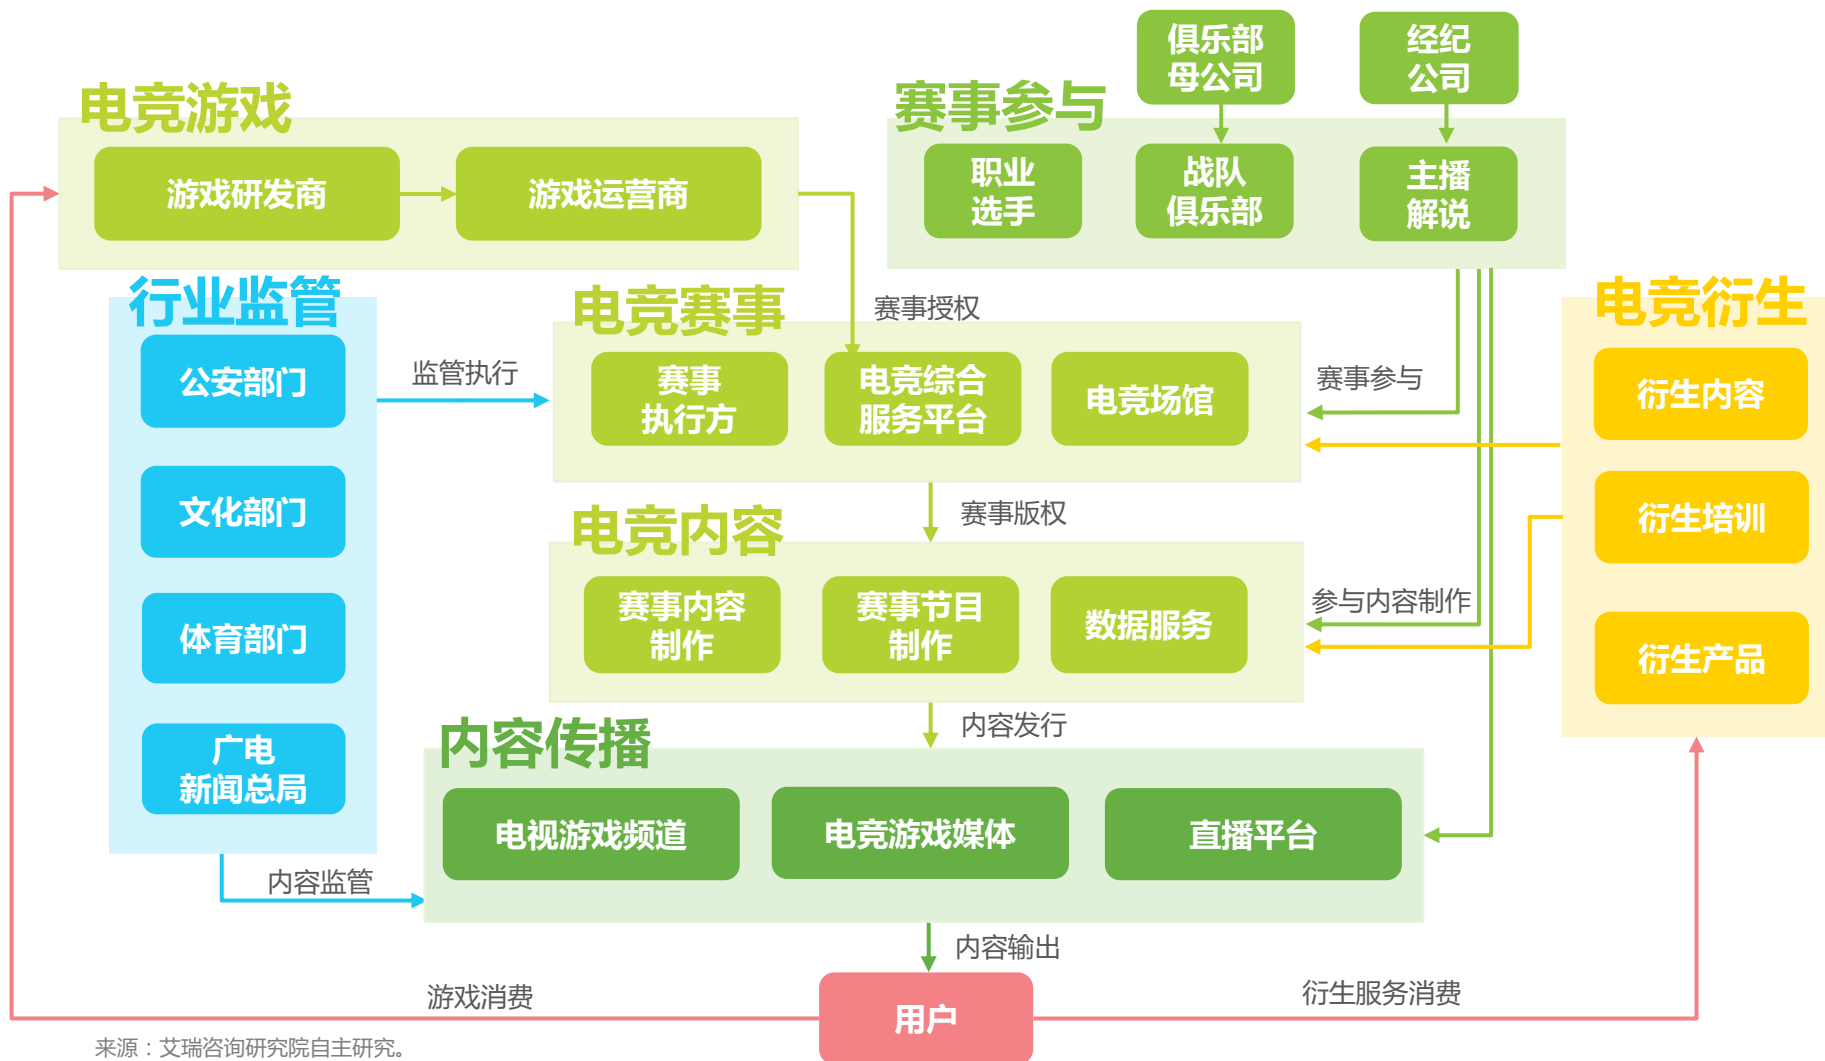 俱乐部
母公司
经纪
公司
电竞游戏
游戏研发商
游戏运营商
赛事参与
职业
选手
战队
俱乐部
主播
解说
行业监管
公安部门
文化部门
体育部门
广电
新闻总局
监管执行
赛事授权
电竞赛事
赛事
执行方
电竞综合
服务平台
电竞场馆
赛事参与
电竞衍生
衍生内容
衍生培训
衍生产品
赛事版权
电竞内容
赛事内容
制作
赛事节目
制作
数据服务
参与内容制作
内容发行
内容传播
电视游戏频道
电竞游戏媒体
直播平台
内容监管
内容输出
游戏消费
用户
衍生服务消费
来源：艾瑞咨询研究院自主研究。